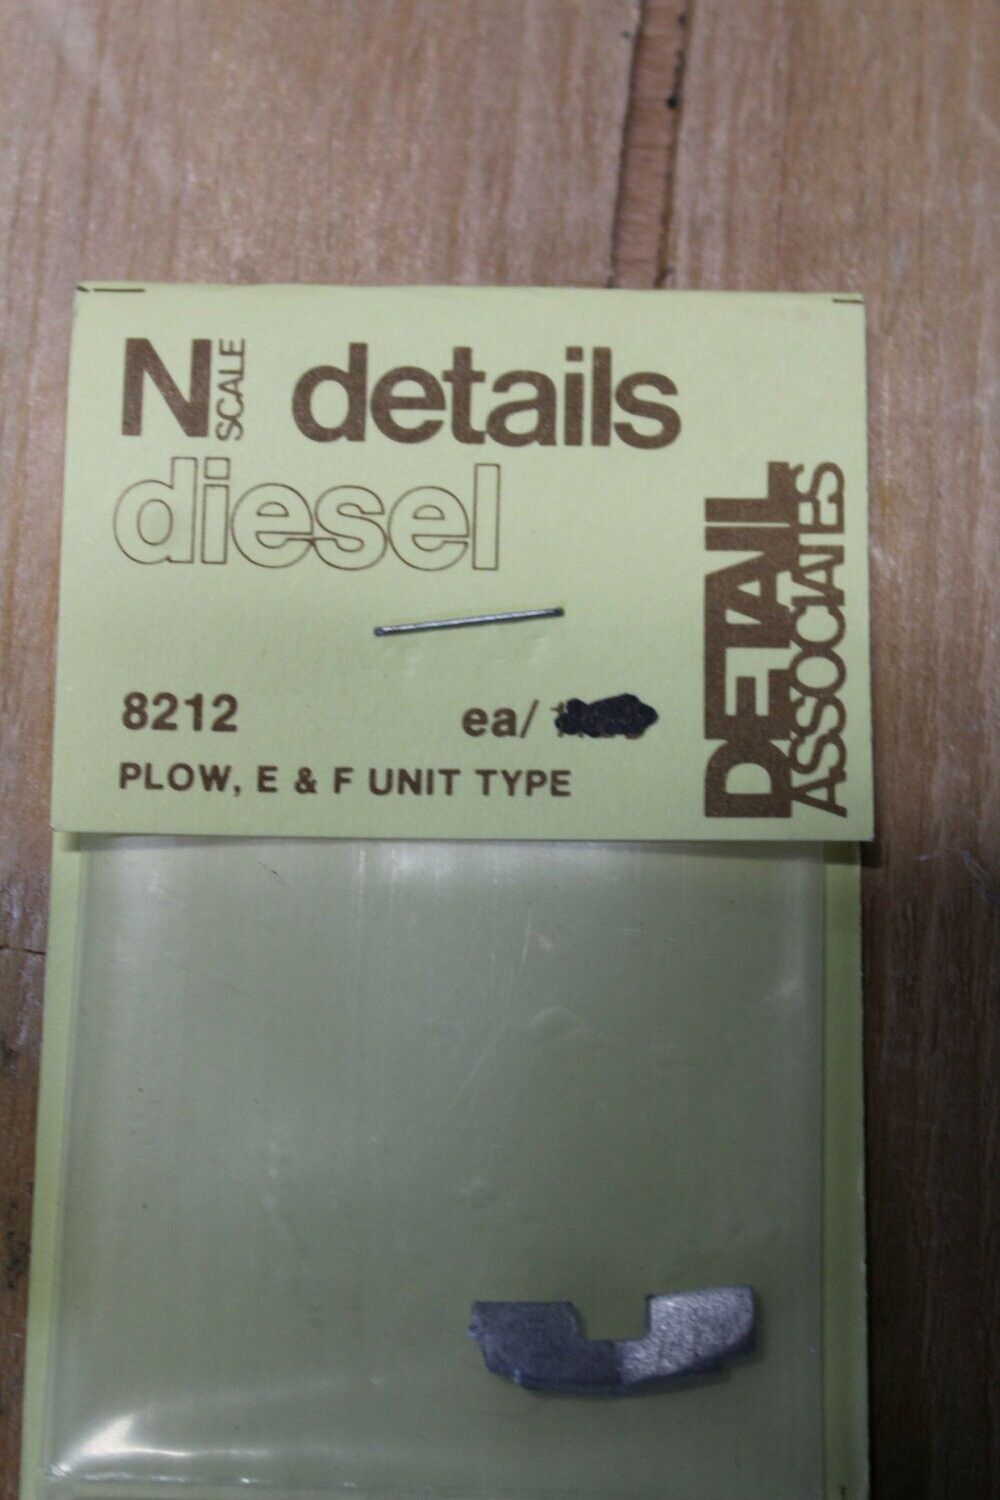 N SCALE details
diesel
8212 ea/
PLOW, E & F UNIT TYPE
DETAIL
ASSOCIATES